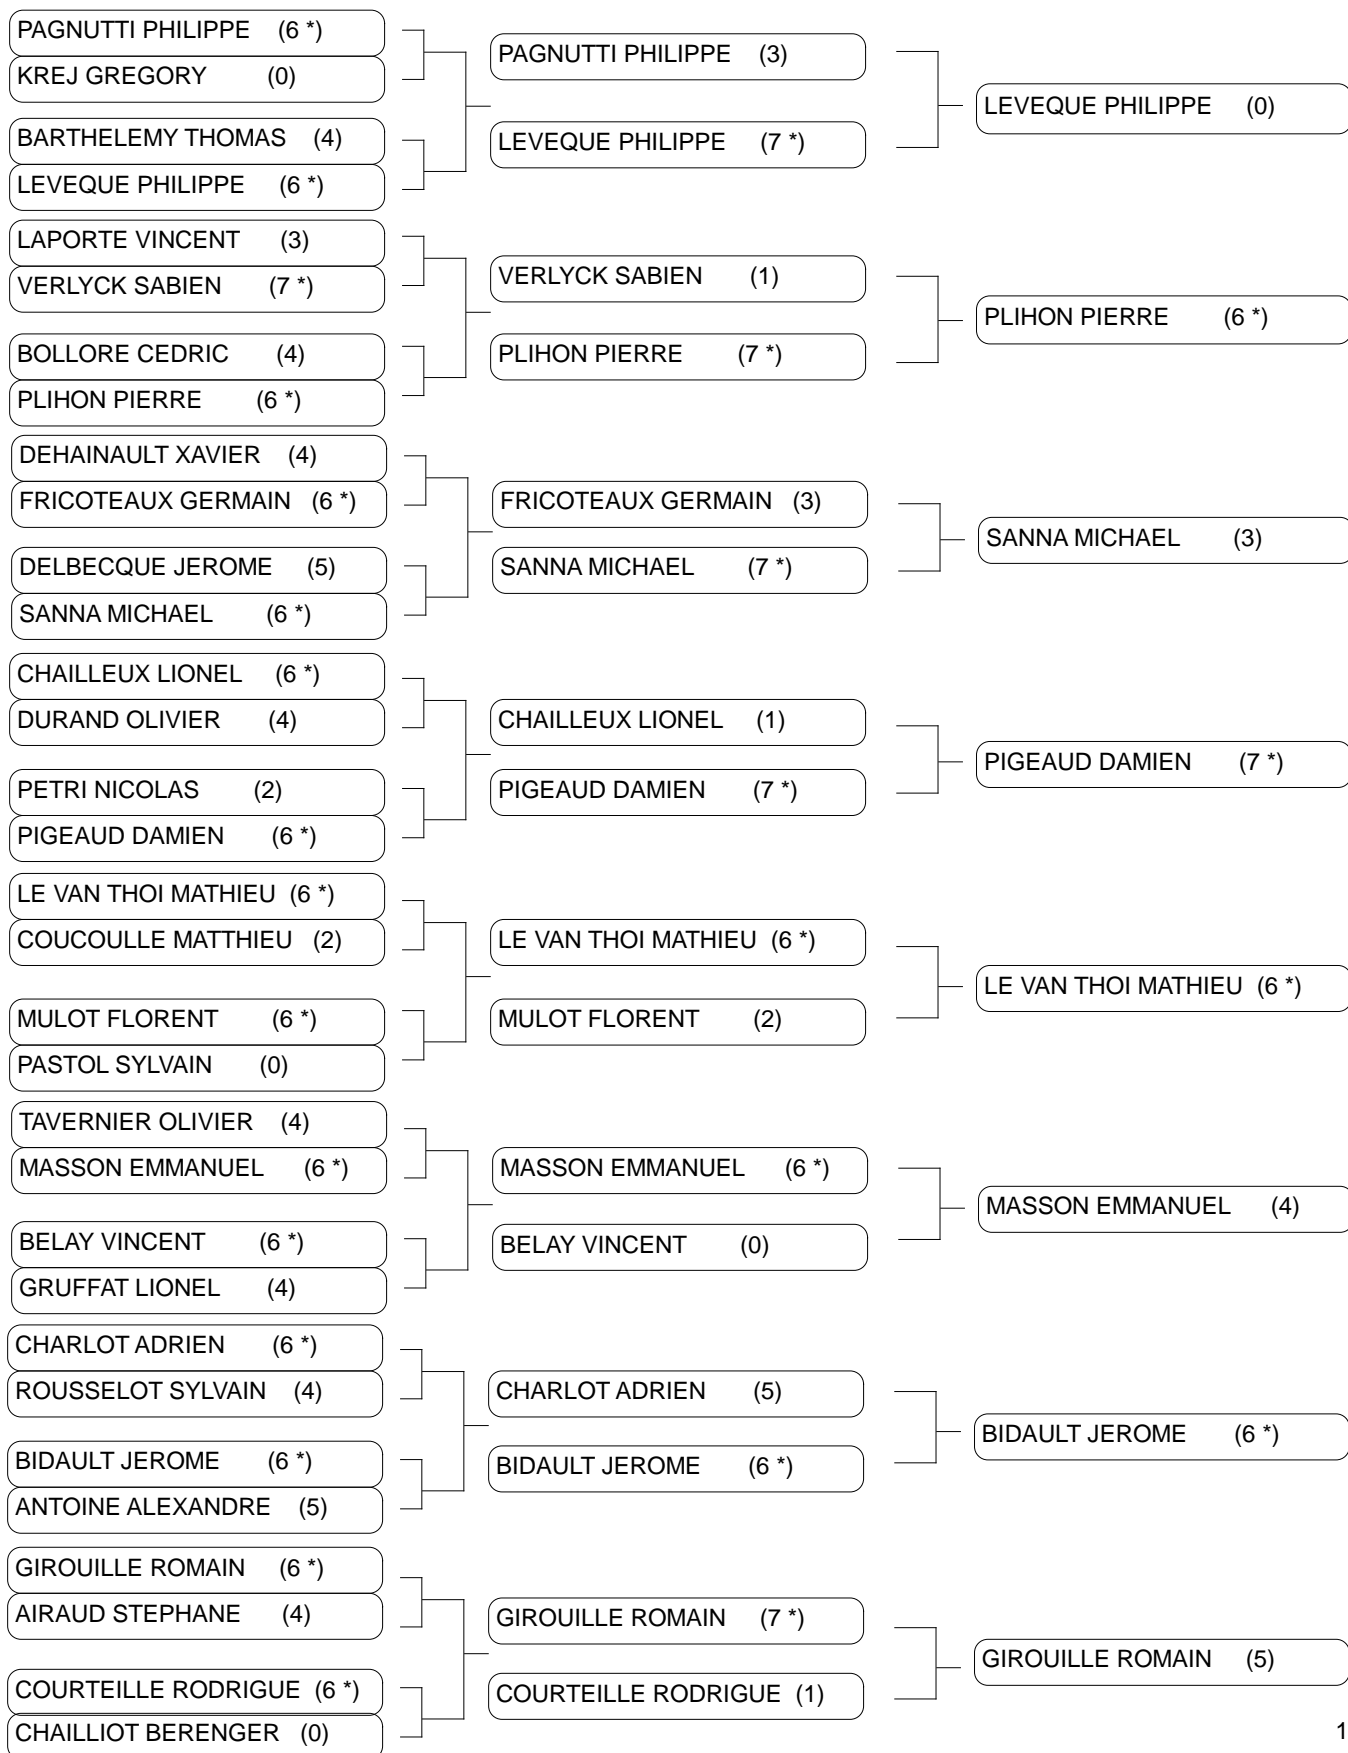 PAGNUTTI PHILIPPE (6 *)
KREJ GREGORY (0)
BARTHELEMY THOMAS (4)
LEVEQUE PHILIPPE (6 *)
LAPORTE VINCENT (3)
VERLYCK SABIEN (7 *)
BOLLORE CEDRIC (4)
PLIHON PIERRE (6 *)
DEHAINAULT XAVIER (4)
FRICOTEAUX GERMAIN (6 *)
DELBECQUE JEROME (5)
SANNA MICHAEL (6 *)
CHAILLEUX LIONEL (6 *)
DURAND OLIVIER (4)
PETRI NICOLAS (2)
PIGEAUD DAMIEN (6 *)
LE VAN THOI MATHIEU (6 *)
COUCOULLE MATTHIEU (2)
MULOT FLORENT (6 *)
PASTOL SYLVAIN (0)
TAVERNIER OLIVIER (4)
MASSON EMMANUEL (6 *)
BELAY VINCENT (6 *)
GRUFFAT LIONEL (4)
CHARLOT ADRIEN (6 *)
ROUSSELOT SYLVAIN (4)
BIDAULT JEROME (6 *)
ANTOINE ALEXANDRE (5)
GIROUILLE ROMAIN (6 *)
AIRAUD STEPHANE (4)
COURTEILLE RODRIGUE (6 *)
CHAILLIOT BERENGER (0)
PAGNUTTI PHILIPPE (3)
LEVEQUE PHILIPPE (7 *)
VERLYCK SABIEN (1)
PLIHON PIERRE (7 *)
FRICOTEAUX GERMAIN (3)
SANNA MICHAEL (7 *)
CHAILLEUX LIONEL (1)
PIGEAUD DAMIEN (7 *)
LE VAN THOI MATHIEU (6 *)
MULOT FLORENT (2)
MASSON EMMANUEL (6 *)
BELAY VINCENT (0)
CHARLOT ADRIEN (5)
BIDAULT JEROME (6 *)
GIROUILLE ROMAIN (7 *)
COURTEILLE RODRIGUE (1)
LEVEQUE PHILIPPE (0)
PLIHON PIERRE (6 *)
SANNA MICHAEL (3)
PIGEAUD DAMIEN (7 *)
LE VAN THOI MATHIEU (6 *)
MASSON EMMANUEL (4)
BIDAULT JEROME (6 *)
GIROUILLE ROMAIN (5)
1